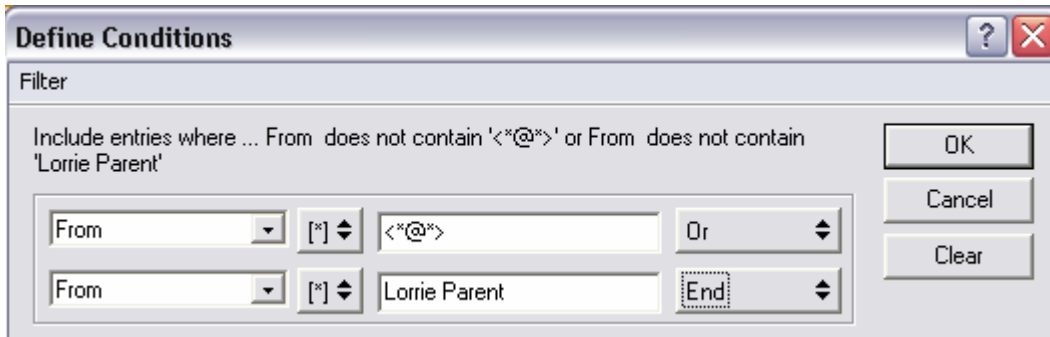 Define Conditions ?
Filter
Include entries where ... From does not contain '<*@*>' or From does not contain
'Lorrie Parent'
OK
Cancel
Clear
From [*] <*@*> Or
From [*] Lorrie Parent End